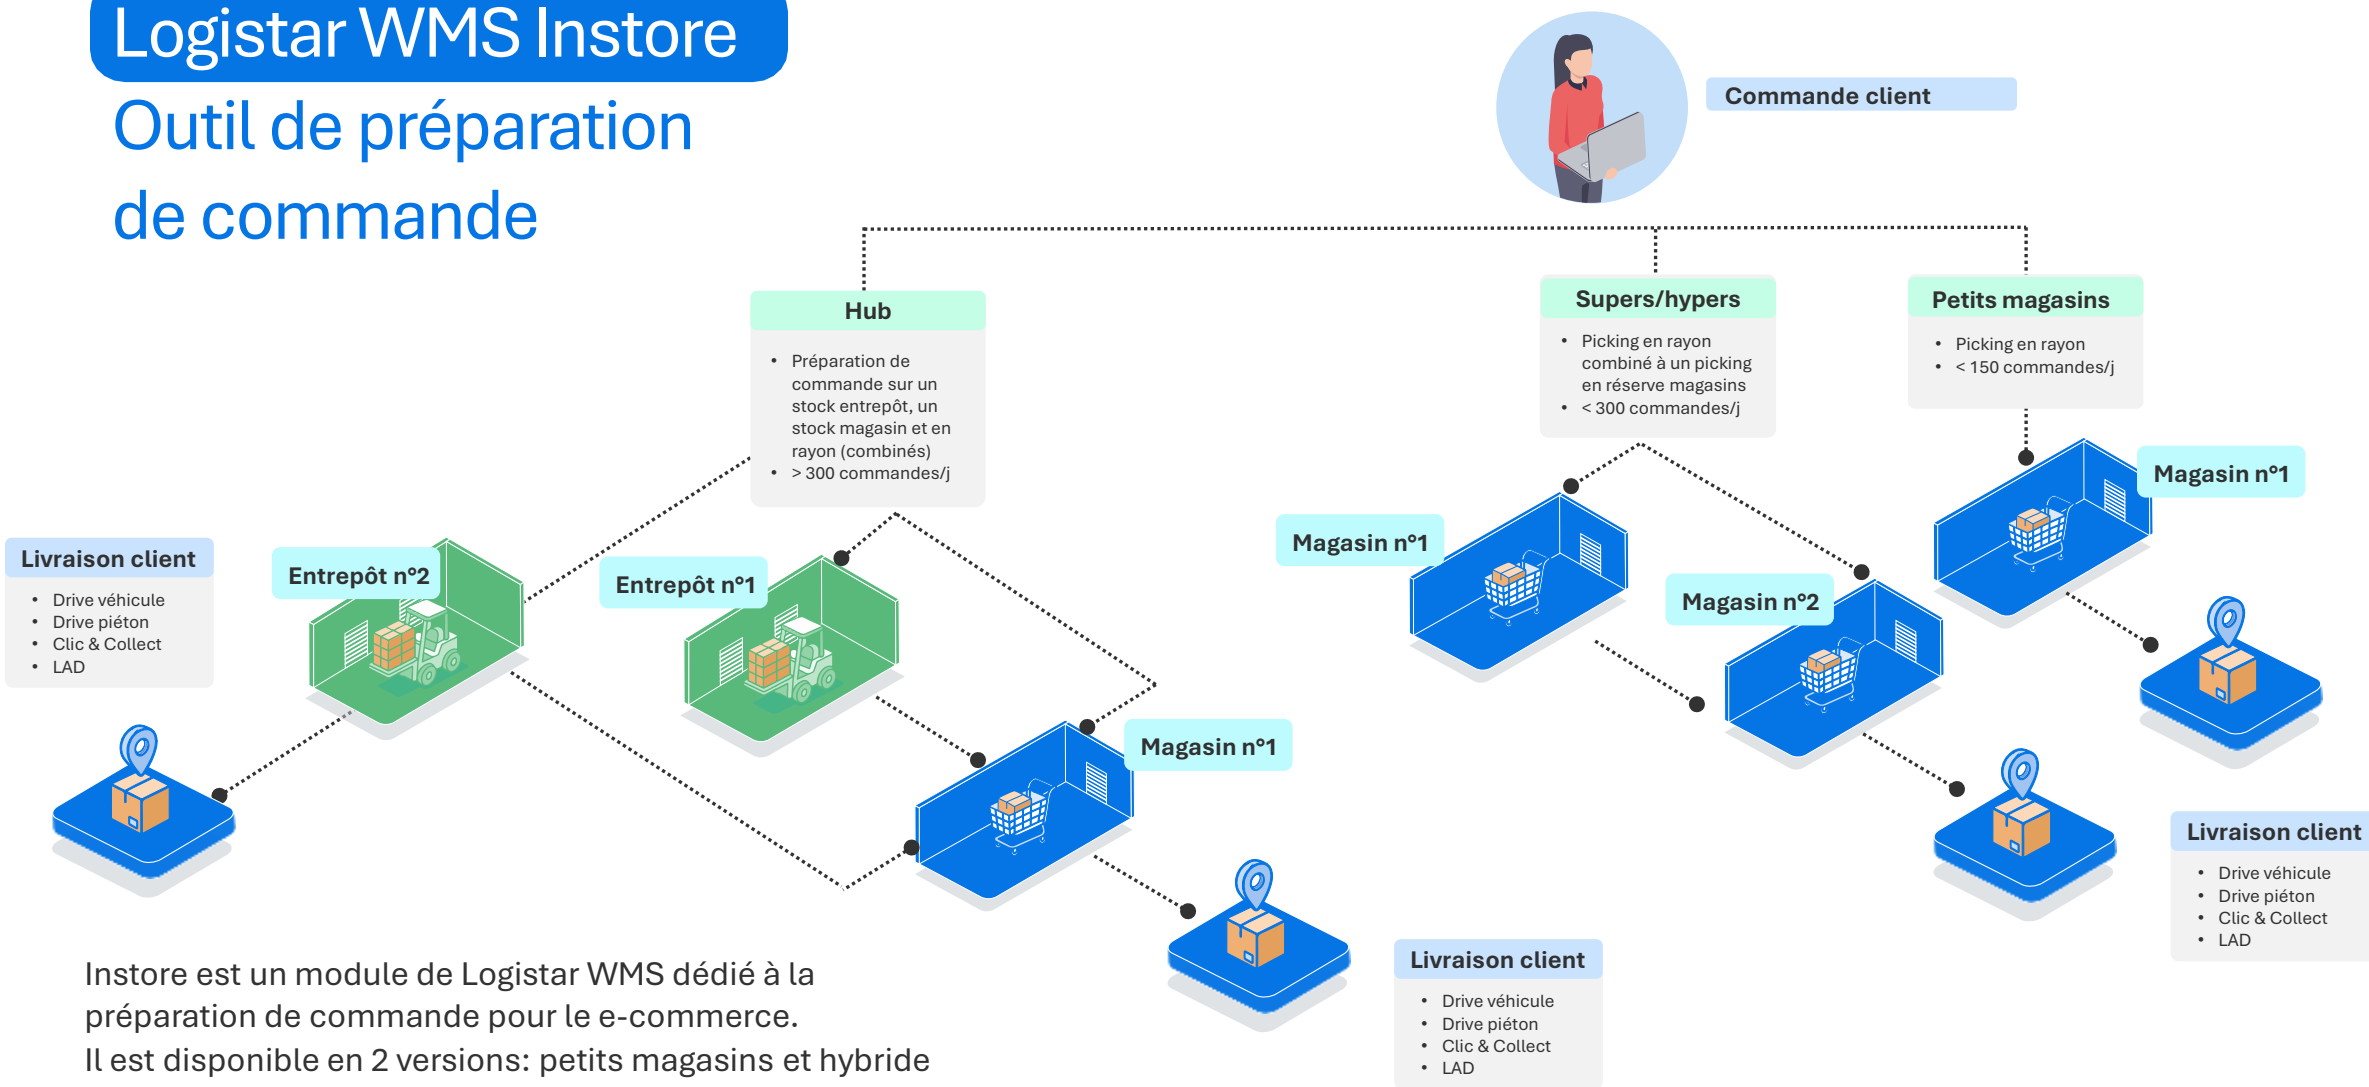 Logistar WMS Instore
Outil de préparation
de commande
Commande client
Hub
• Préparation de
commande sur un
stock entrepôt, un
stock magasin et en
rayon (combinés)
• > 300 commandes/j
Supers/hypers
• Picking en rayon
combiné à un picking
en réserve magasins
• < 300 commandes/j
Petits magasins
• Picking en rayon
• < 150 commandes/j
Livraison client
• Drive véhicule
• Drive piéton
• Clic & Collect
• LAD
Entrepôt n°2
Entrepôt n°1
Magasin n°1
Magasin n°1
Magasin n°2
Magasin n°1
Livraison client
• Drive véhicule
• Drive piéton
• Clic & Collect
• LAD
Livraison client
• Drive véhicule
• Drive piéton
• Clic & Collect
• LAD
Instore est un module de Logistar WMS dédié à la
préparation de commande pour le e-commerce.
Il est disponible en 2 versions: petits magasins et hybride